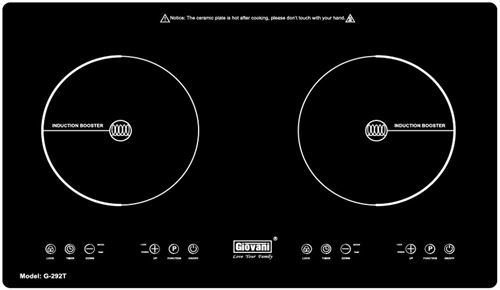 Notice: The ceramic plate is hot after cooking, please don't touch with your hand.
INDUCTION BOOSTER
INDUCTION BOOSTER
Giovani ®
Love Your Family
LOCK TIMER DOWN UP P FUNCTION ON/OFF
LOCK TIMER DOWN UP P FUNCTION ON/OFF
Model: G-292T